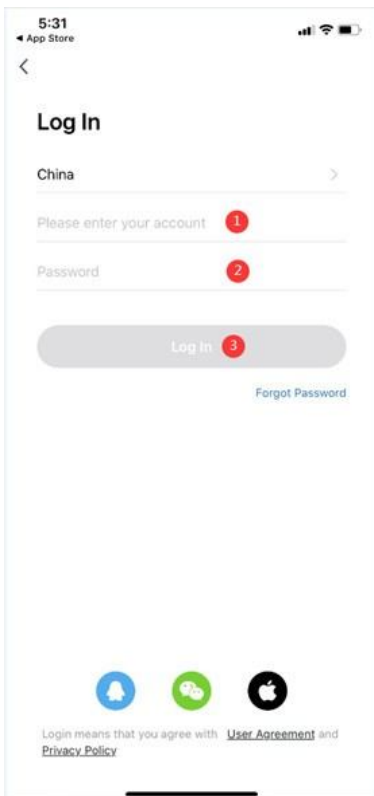 5:31
◀ App Store
Log In
China
Please enter your account 1
Password 2
Log In 3
Forgot Password
Login means that you agree with User Agreement and
Privacy Policy